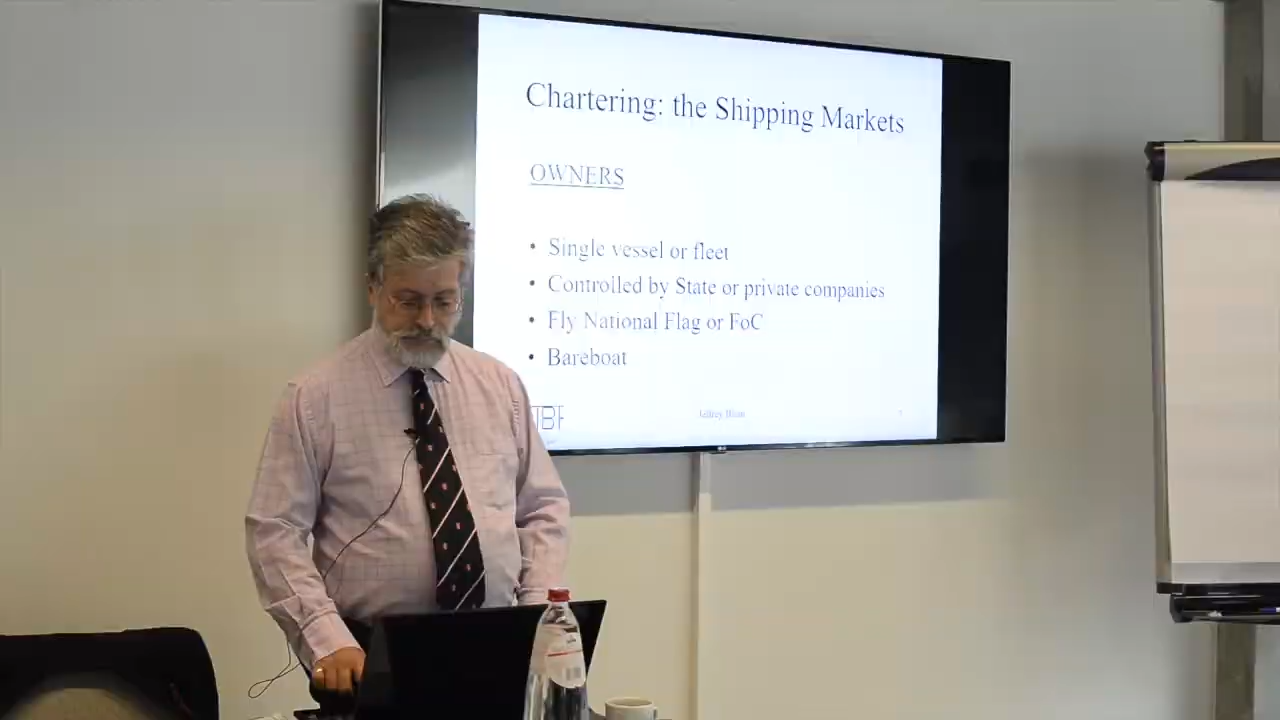 Chartering: the Shipping Markets
OWNERS
• Single vessel or fleet
• Controlled by State or private companies
• Fly National Flag or FoC
• Bareboat